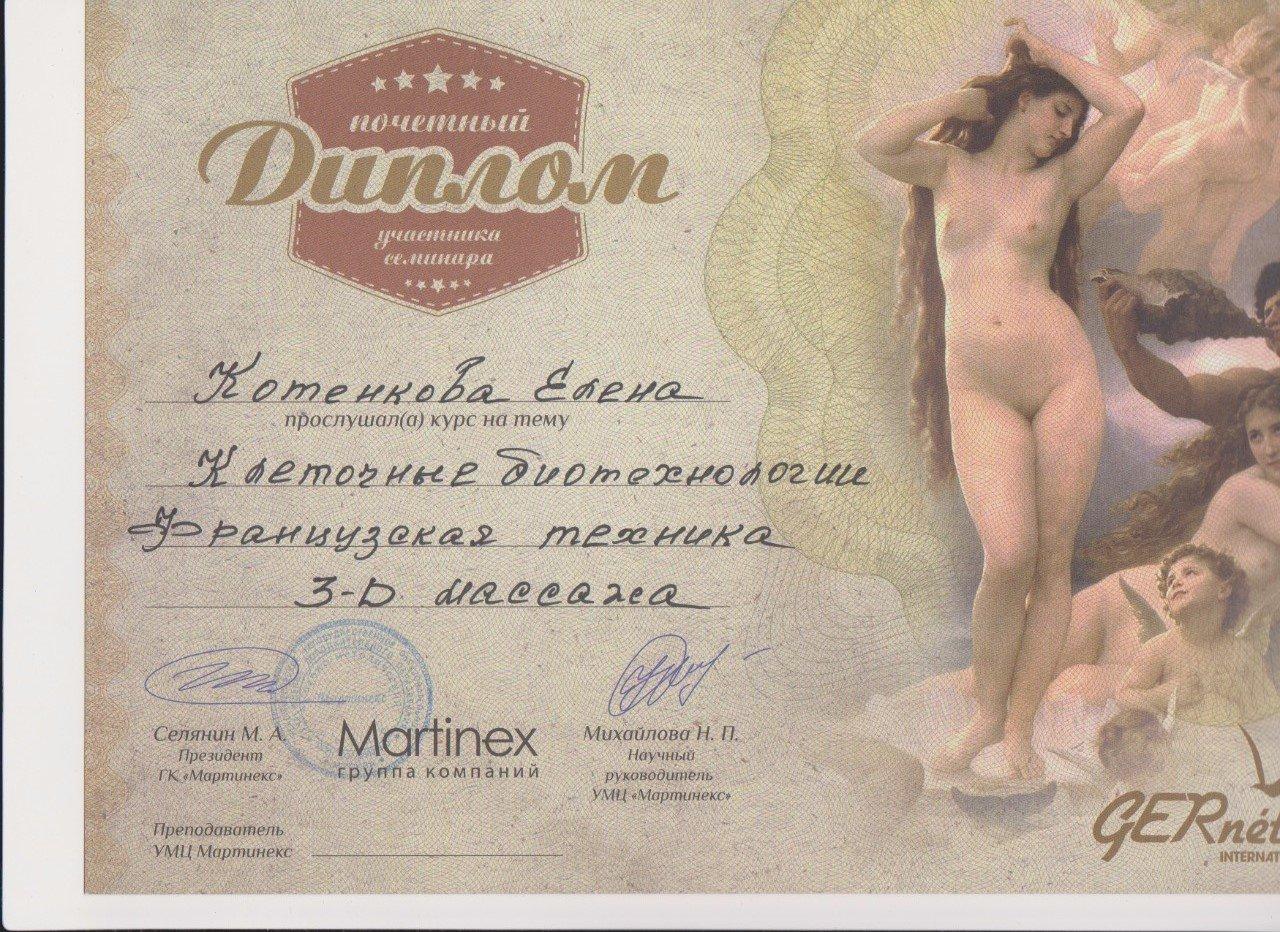 почетный
Диплом
участника
семинара
Котенкова Елена
прослушал(а) курс на тему
Клеточные биотехнологии
Французская техника
3-D массажа
Селянин М. А.
Президент
ГК «Мартинекс»
Martinex
группа компаний
Михайлова Н. П.
Научный
руководитель
УМЦ «Мартинекс»
Преподаватель
УМЦ Мартинекс
GERnét
INTERNAT